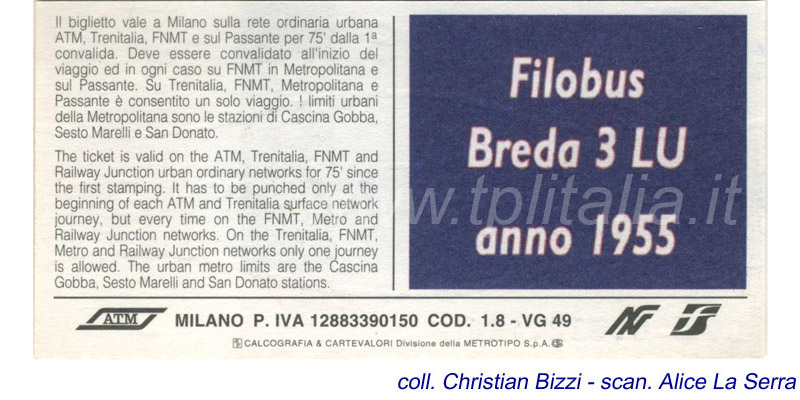 Il biglietto vale a Milano sulla rete ordinaria urbana
ATM, Trenitalia, FNMT e sul Passante per 75' dalla 1ª
convalida. Deve essere convalidato all'inizio del
viaggio ed in ogni caso su FNMT in Metropolitana e
sul Passante. Su Trenitalia, FNMT, Metropolitana e
Passante è consentito un solo viaggio. I limiti urbani
della Metropolitana sono le stazioni di Cascina Gobba,
Sesto Marelli e San Donato.
The ticket is valid on the ATM, Trenitalia, FNMT and
Railway Junction urban ordinary networks for 75' since
the first stamping. It has to be punched only at the
beginning of each ATM and Trenitalia surface network
journey, but every time on the FNMT, Metro and
Railway Junction networks. On the Trenitalia, FNMT,
Metro and Railway Junction networks only one journey
is allowed. The urban metro limits are the Cascina
Gobba, Sesto Marelli and San Donato stations.
Filobus
Breda 3 LU
anno 1955
www.tplitalia.it
ATM MILANO P. IVA 12883390150 COD. 1.8 - VG 49
CALCOGRAFIA & CARTEVALORI Divisione della METROTIPO S.p.A.
coll. Christian Bizzi - scan. Alice La Serra